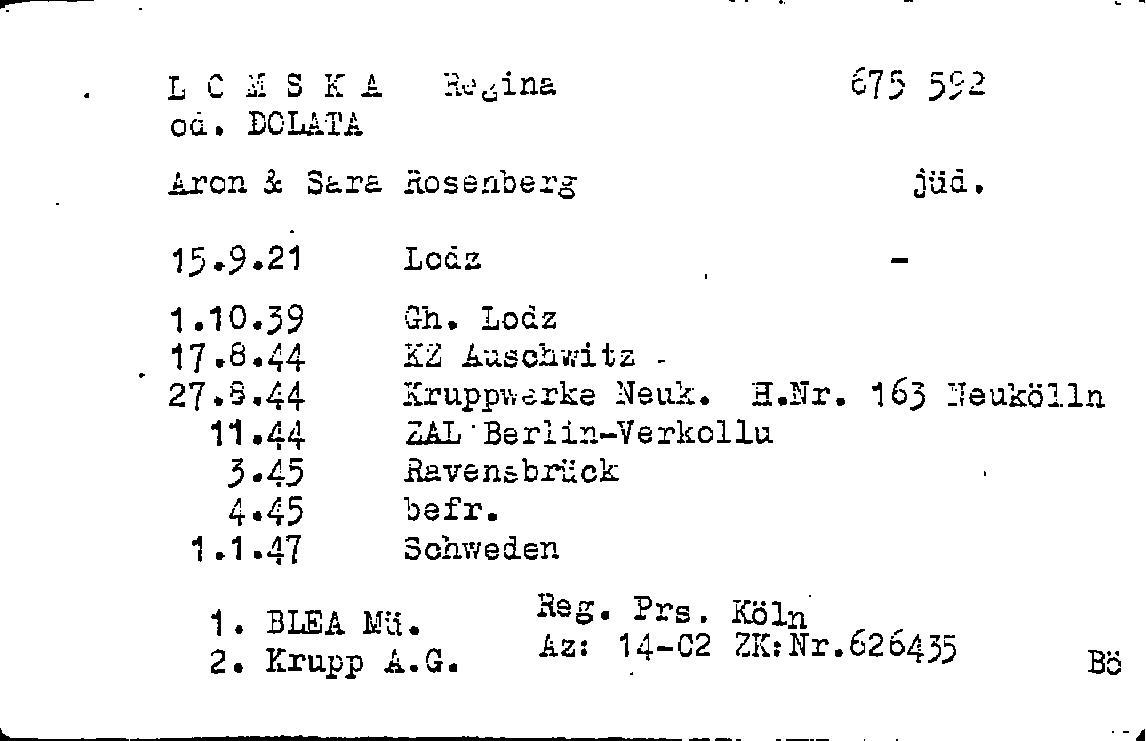 L O M S K A Regina 675 592
od. DOLATA
Aron & Sara Rosenberg jüd.
15.9.21 Lodz -
1.10.39 Gh. Lodz
17.8.44 KZ Auschwitz -
27.8.44 Kruppwerke Neuk. H.Nr. 163 Neukölln
11.44 ZAL Berlin-Verkollu
3.45 Ravensbrück
4.45 befr.
1.1.47 Schweden
1. BLEA Mü. Reg. Prs. Köln
2. Krupp A.G. Az: 14-02 ZK:Nr.626435
Bö